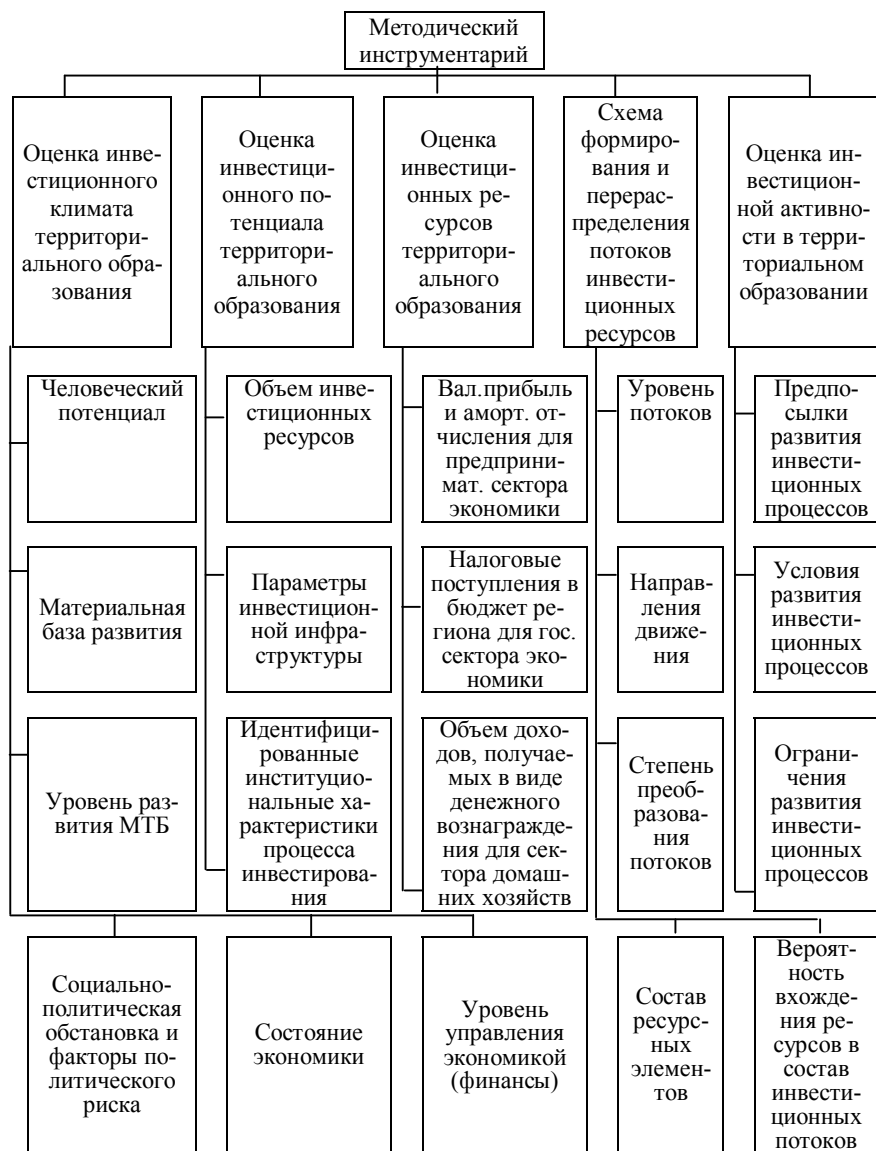 Методический
инструментарий
Оценка инве-
стиционного
климата
территори-
ального обра-
зования
Оценка
инвестици-
онного по-
тенциала
территори-
ального
образования
Оценка
инвестици-
онных ре-
сурсов
территори-
ального
образования
Схема
формиро-
вания и
перерас-
пределения
потоков
инвести-
ционных
ресурсов
Оценка ин-
вестицион-
ной активно-
сти в терри-
ториальном
образовании
Человеческий
потенциал
Объем инве-
стиционных
ресурсов
Вал.прибыль
и аморт. от-
числения для
предприни-
мат. сектора
экономики
Уровень
потоков
Предпо-
сылки
развития
инвести-
ционных
процессов
Материальная
база развития
Параметры
инвестицион-
ной инфра-
структуры
Налоговые
поступления в
бюджет ре-
гиона для гос.
сектора эко-
номики
Направ-
ления
движе-
ния
Условия
развития
инвести-
ционных
процессов
Уровень раз-
вития МТБ
Идентифици-
рованные
институцио-
нальные ха-
рактеристики
процесса
инвестирова-
ния
Объем дохо-
дов, получае-
мых в виде
денежного
вознагражде-
ния для сек-
тора домаш-
них хозяйств
Степень
преоб-
разова-
ния
потоков
Ограни-
чения
развития
инвести-
ционных
процессов
Социально-
политическая
обстановка и
факторы по-
литического
риска
Состояние
экономики
Уровень
управления
экономикой
(финансы)
Состав
ресурс-
ных
элемен-
тов
Вероят-
ность
вхожде-
ния ре-
сурсов в
состав
инвести-
ционных
потоков